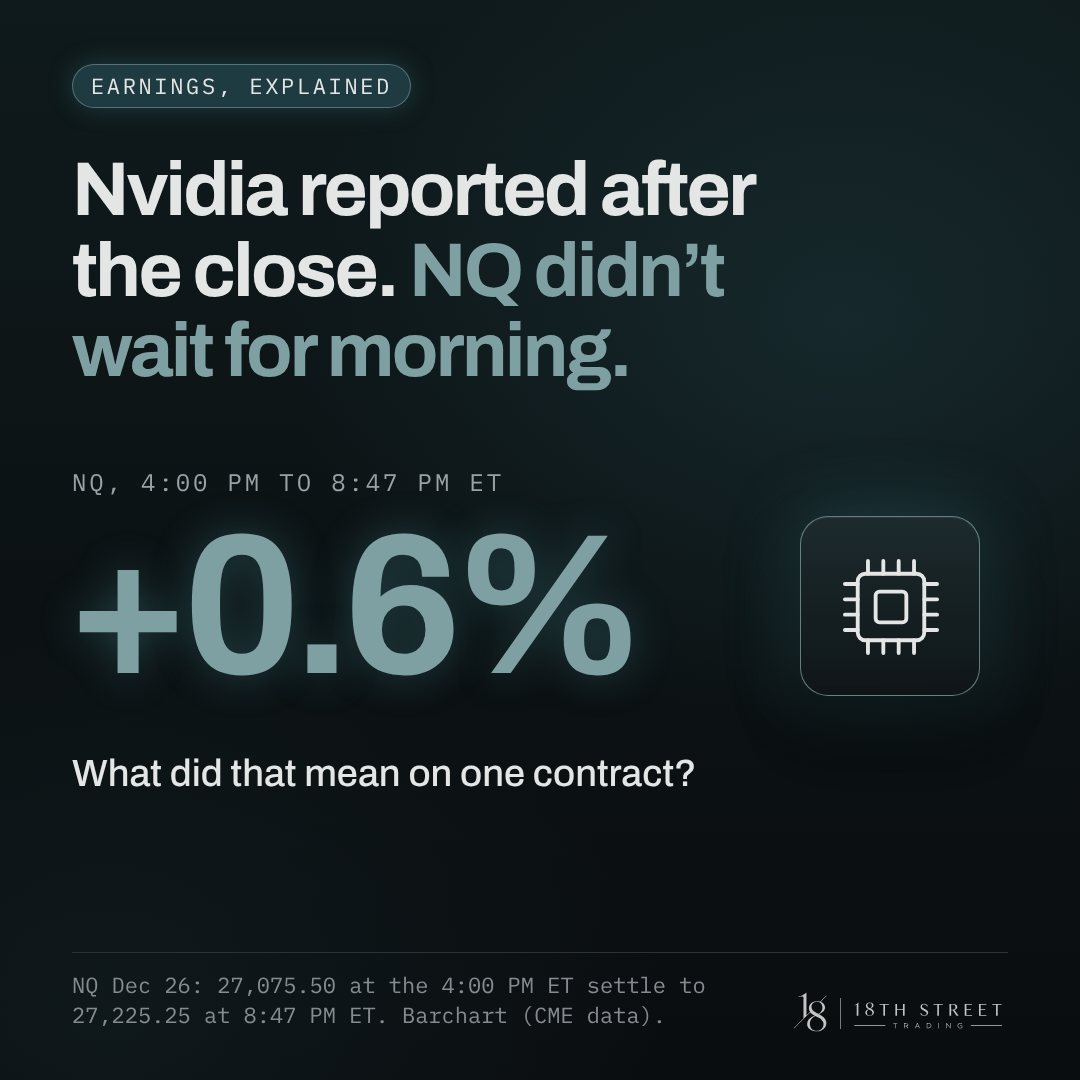 EARNINGS, EXPLAINED
Nvidia reported after
the close. NQ didn’t
wait for morning.
NQ, 4:00 PM TO 8:47 PM ET
+0.6%
What did that mean on one contract?
NQ Dec 26: 27,075.50 at the 4:00 PM ET settle to
27,225.25 at 8:47 PM ET. Barchart (CME data).
18 18TH STREET
TRADING